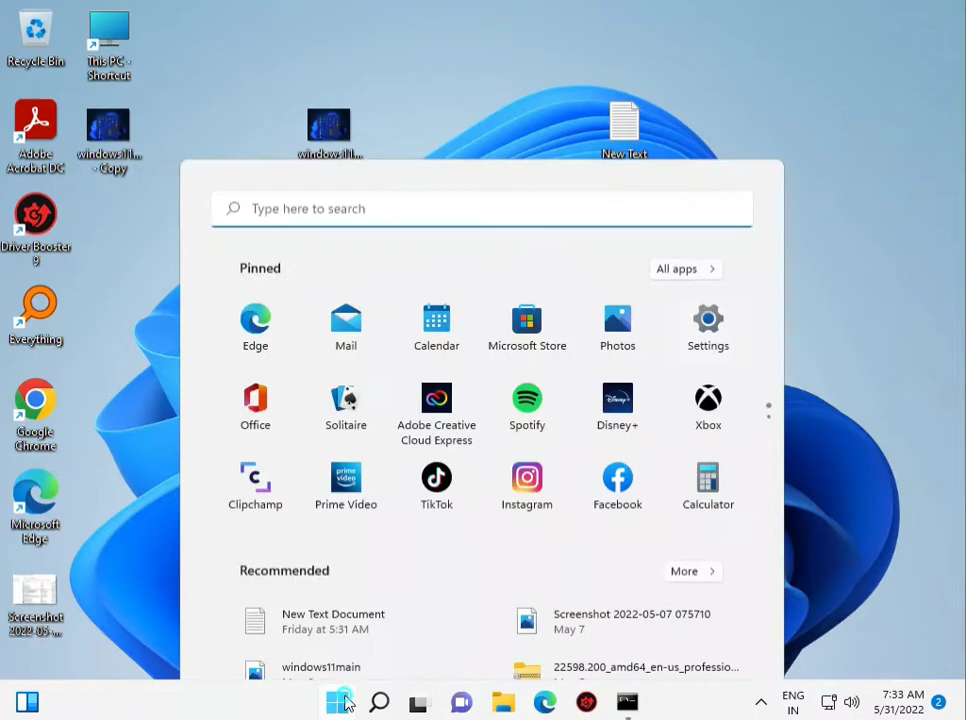 Recycle Bin
This PC -
Shortcut
Adobe
Acrobat DC
windows11...
- Copy
windows11...
New Text
Driver Booster
9
Everything
Google
Chrome
Microsoft
Edge
Screenshot
2022-05-...
Type here to search
Pinned
All apps >
Edge
Mail
Calendar
Microsoft Store
Photos
Settings
Office
Solitaire
Adobe Creative
Cloud Express
Spotify
Disney+
Xbox
Clipchamp
prime
video
Prime Video
TikTok
Instagram
Facebook
Calculator
Recommended
More >
New Text Document
Friday at 5:31 AM
Screenshot 2022-05-07 075710
May 7
windows11main
22598.200_amd64_en-us_professio...
ENG
IN
7:33 AM
5/31/2022
2